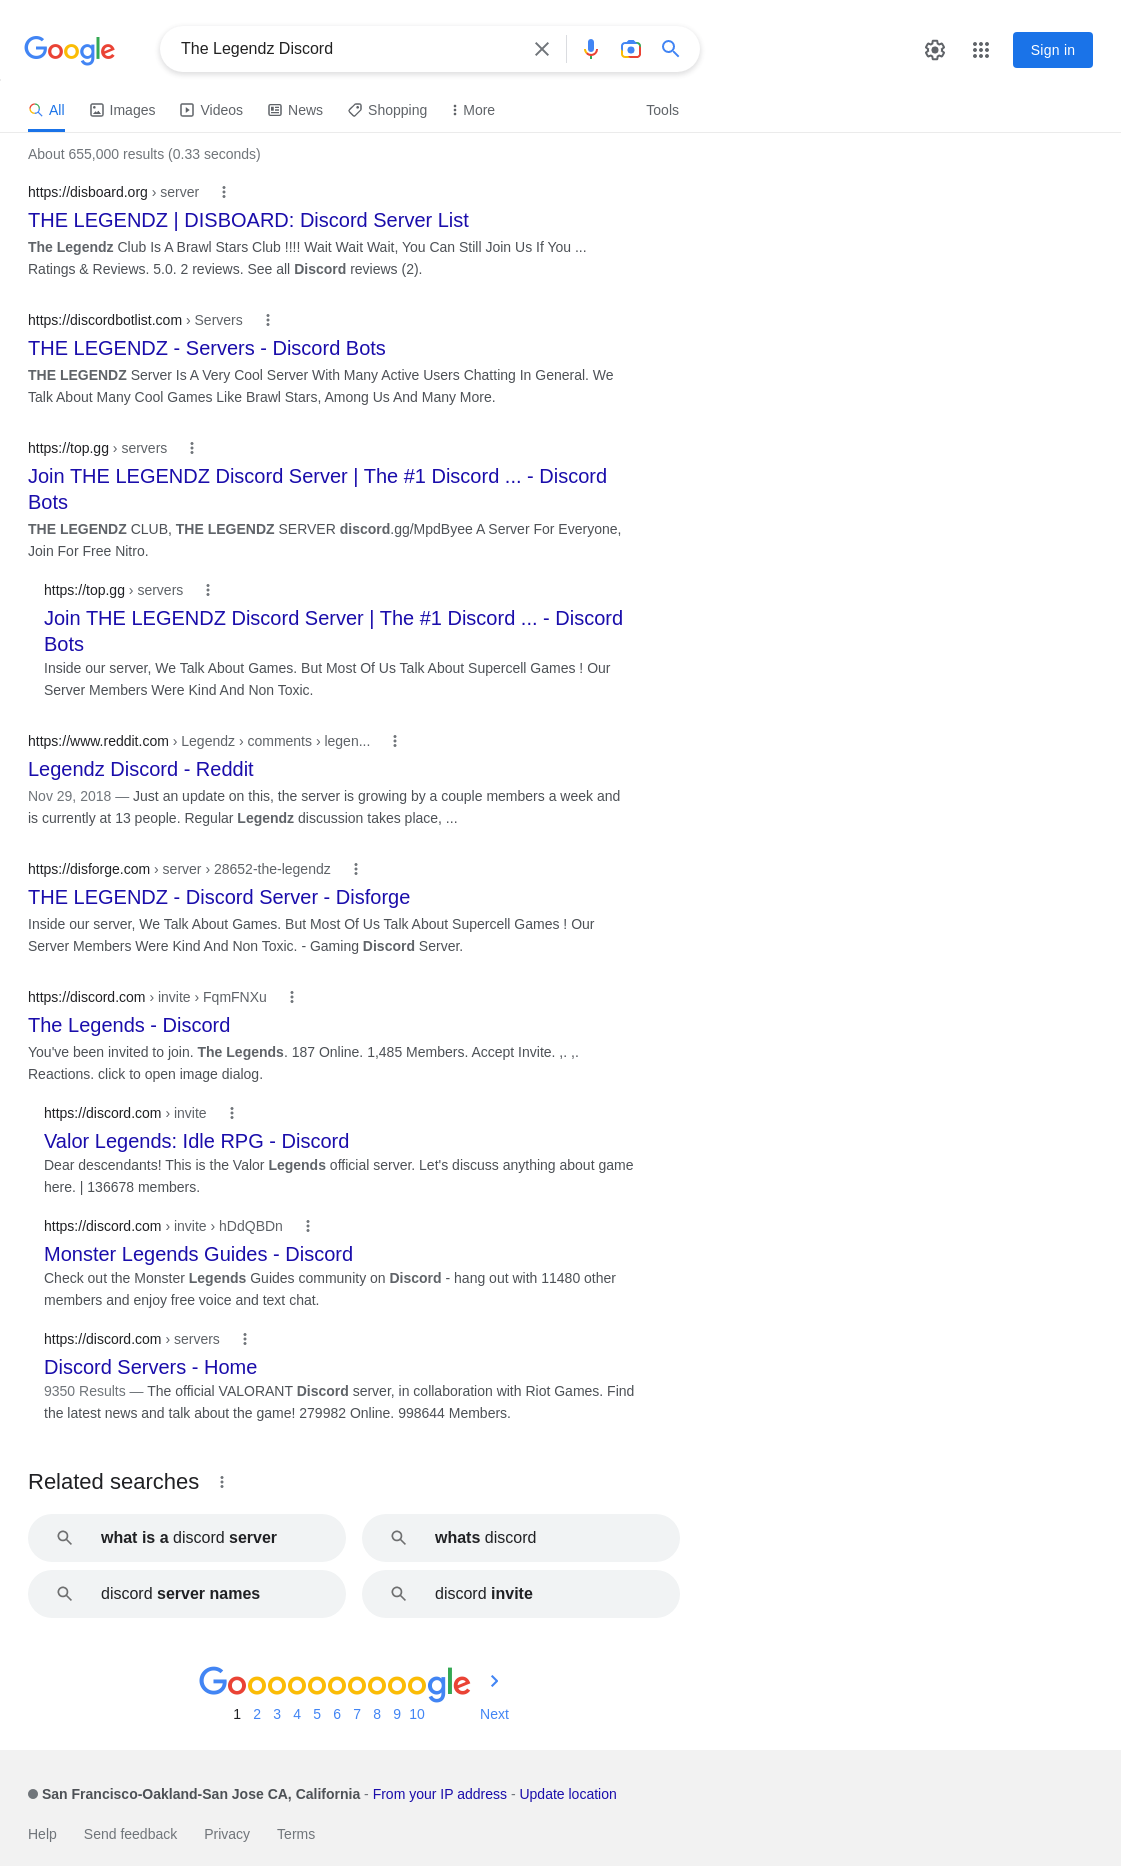 Google
The Legendz Discord
Sign in
All Images Videos News Shopping More Tools
About 655,000 results (0.33 seconds)
https://disboard.org › server
THE LEGENDZ | DISBOARD: Discord Server List
The Legendz Club Is A Brawl Stars Club !!!! Wait Wait Wait, You Can Still Join Us If You ...
Ratings & Reviews. 5.0. 2 reviews. See all Discord reviews (2).
https://discordbotlist.com › Servers
THE LEGENDZ - Servers - Discord Bots
THE LEGENDZ Server Is A Very Cool Server With Many Active Users Chatting In General. We
Talk About Many Cool Games Like Brawl Stars, Among Us And Many More.
https://top.gg › servers
Join THE LEGENDZ Discord Server | The #1 Discord ... - Discord
Bots
THE LEGENDZ CLUB, THE LEGENDZ SERVER discord.gg/MpdByee A Server For Everyone,
Join For Free Nitro.
https://top.gg › servers
Join THE LEGENDZ Discord Server | The #1 Discord ... - Discord
Bots
Inside our server, We Talk About Games. But Most Of Us Talk About Supercell Games ! Our
Server Members Were Kind And Non Toxic.
https://www.reddit.com › Legendz › comments › legen...
Legendz Discord - Reddit
Nov 29, 2018 — Just an update on this, the server is growing by a couple members a week and
is currently at 13 people. Regular Legendz discussion takes place, ...
https://disforge.com › server › 28652-the-legendz
THE LEGENDZ - Discord Server - Disforge
Inside our server, We Talk About Games. But Most Of Us Talk About Supercell Games ! Our
Server Members Were Kind And Non Toxic. - Gaming Discord Server.
https://discord.com › invite › FqmFNXu
The Legends - Discord
You've been invited to join. The Legends. 187 Online. 1,485 Members. Accept Invite. ,. ,.
Reactions. click to open image dialog.
https://discord.com › invite
Valor Legends: Idle RPG - Discord
Dear descendants! This is the Valor Legends official server. Let's discuss anything about game
here. | 136678 members.
https://discord.com › invite › hDdQBDn
Monster Legends Guides - Discord
Check out the Monster Legends Guides community on Discord - hang out with 11480 other
members and enjoy free voice and text chat.
https://discord.com › servers
Discord Servers - Home
9350 Results — The official VALORANT Discord server, in collaboration with Riot Games. Find
the latest news and talk about the game! 279982 Online. 998644 Members.
Related searches
what is a discord server
whats discord
discord server names
discord invite
Goooooooooogle
1 2 3 4 5 6 7 8 9 10 Next
San Francisco-Oakland-San Jose CA, California - From your IP address - Update location
Help Send feedback Privacy Terms